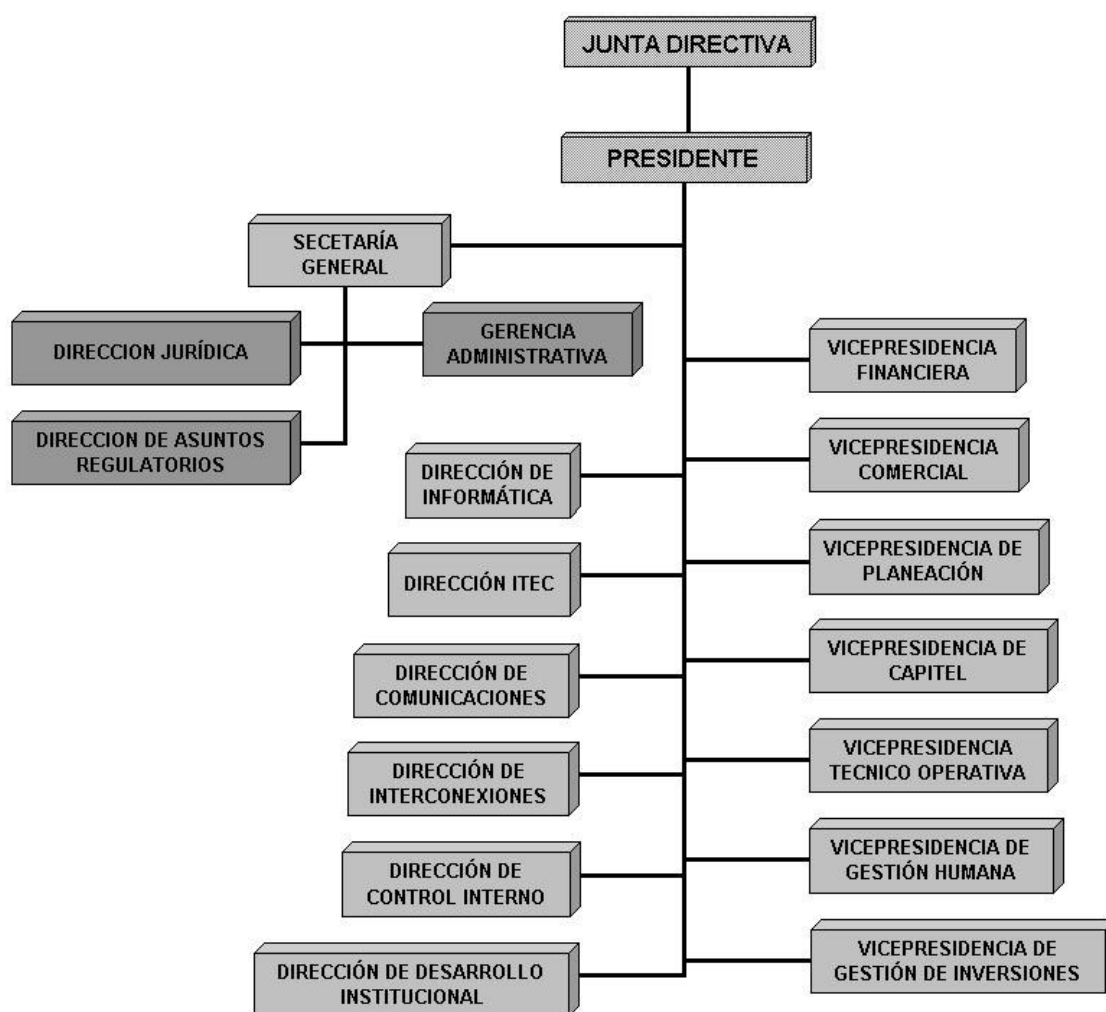 JUNTA DIRECTIVA
PRESIDENTE
SECETARÍA
GENERAL
DIRECCION JURÍDICA
GERENCIA
ADMINISTRATIVA
DIRECCION DE ASUNTOS
REGULATORIOS
VICEPRESIDENCIA
FINANCIERA
VICEPRESIDENCIA
COMERCIAL
DIRECCIÓN DE
INFORMÁTICA
VICEPRESIDENCIA DE
PLANEACIÓN
DIRECCIÓN ITEC
VICEPRESIDENCIA DE
CAPITEL
DIRECCIÓN DE
COMUNICACIONES
VICEPRESIDENCIA
TECNICO OPERATIVA
DIRECCIÓN DE
INTERCONEXIONES
VICEPRESIDENCIA DE
GESTIÓN HUMANA
DIRECCIÓN DE
CONTROL INTERNO
VICEPRESIDENCIA DE
GESTIÓN DE INVERSIONES
DIRECCIÓN DE DESARROLLO
INSTITUCIONAL